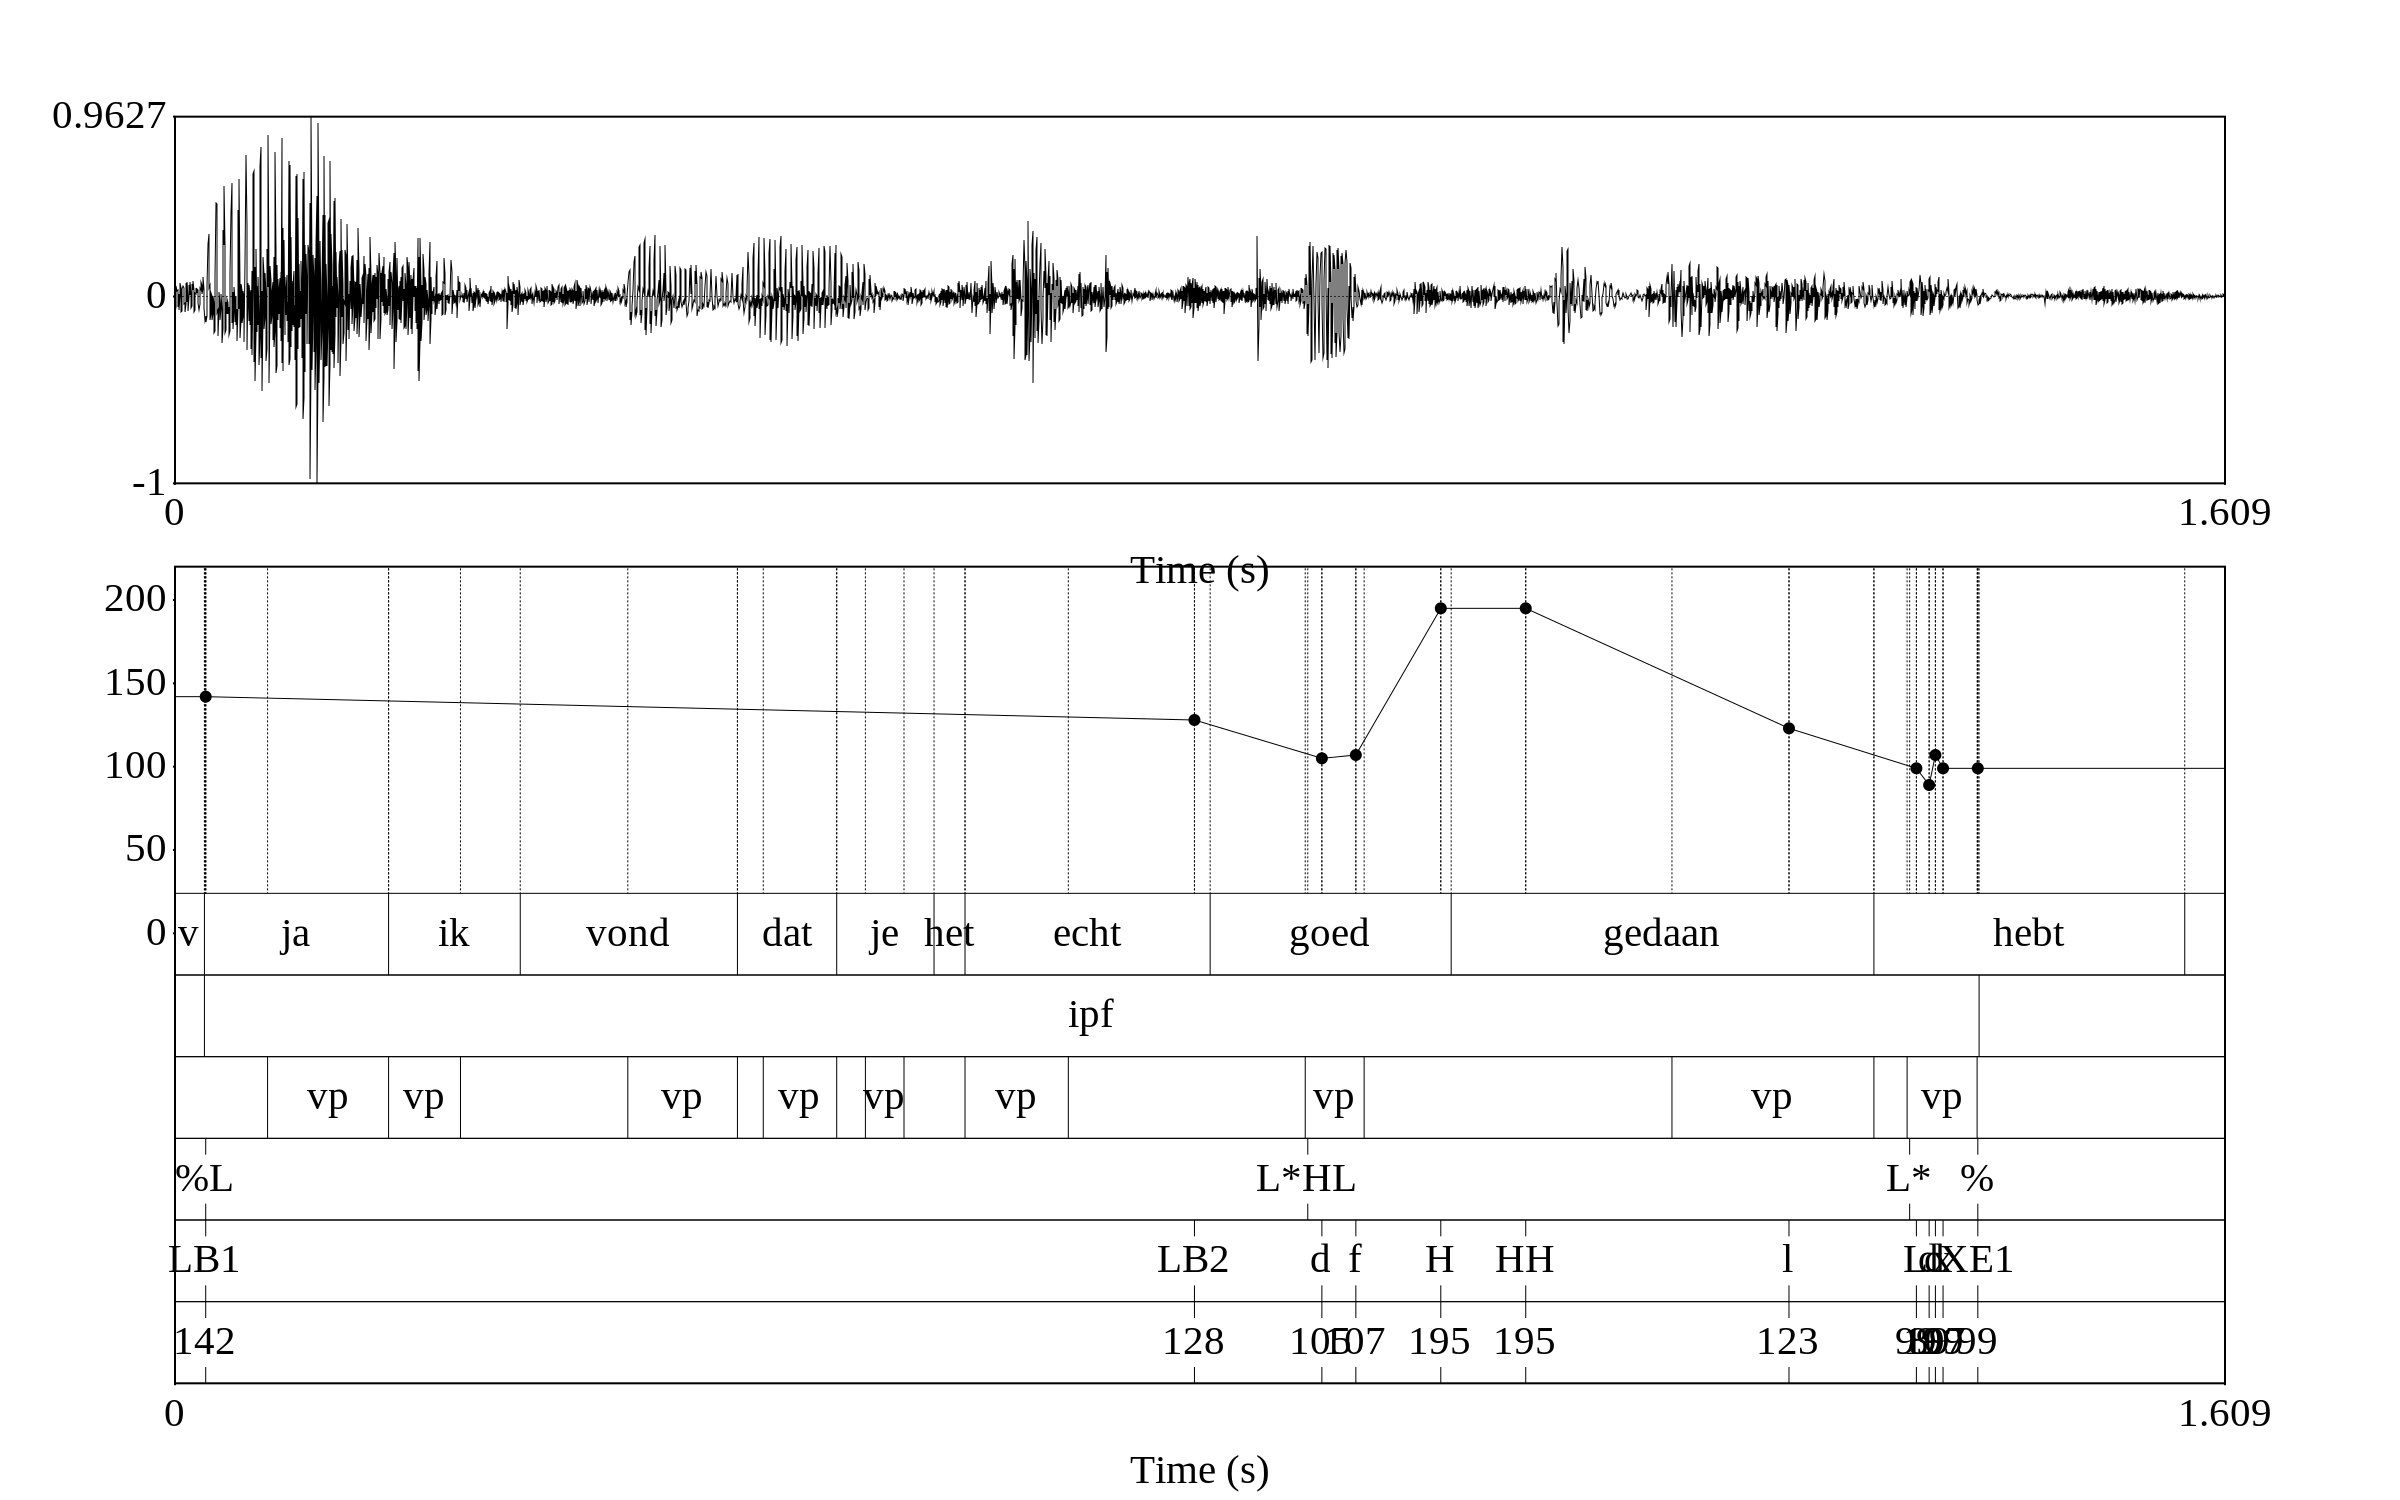 0.9627
0
-1
0 1.609
Time (s)
200
150
100
50
0
v ja ik vond dat je het echt goed gedaan hebt
ipf
vp vp vp vp vp vp vp vp vp
%L L*HL L* %
LB1 LB2 d f H HH l XE1
142 128 105 107 195 195 123 99
0 1.609
Time (s)